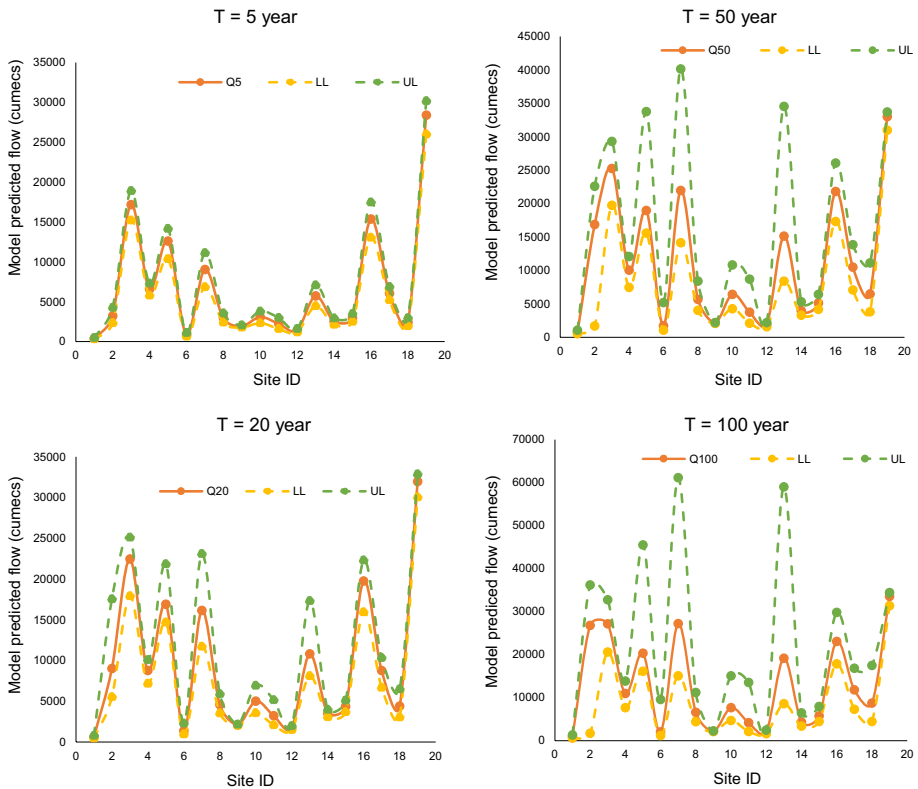 T = 5 year
Q5 LL UL
Model predicted flow (cumecs)
35000
30000
25000
20000
15000
10000
5000
0
0 2 4 6 8 10 12 14 16 18 20
Site ID
T = 50 year
Q50 LL UL
Model predicted flow (cumecs)
45000
40000
35000
30000
25000
20000
15000
10000
5000
0
0 2 4 6 8 10 12 14 16 18 20
Site ID
T = 20 year
Q20 LL UL
Model predicted flow (cumecs)
35000
30000
25000
20000
15000
10000
5000
0
0 2 4 6 8 10 12 14 16 18 20
Site ID
T = 100 year
Q100 LL UL
Model prediced flow (cumecs)
70000
60000
50000
40000
30000
20000
10000
0
0 2 4 6 8 10 12 14 16 18 20
Site ID